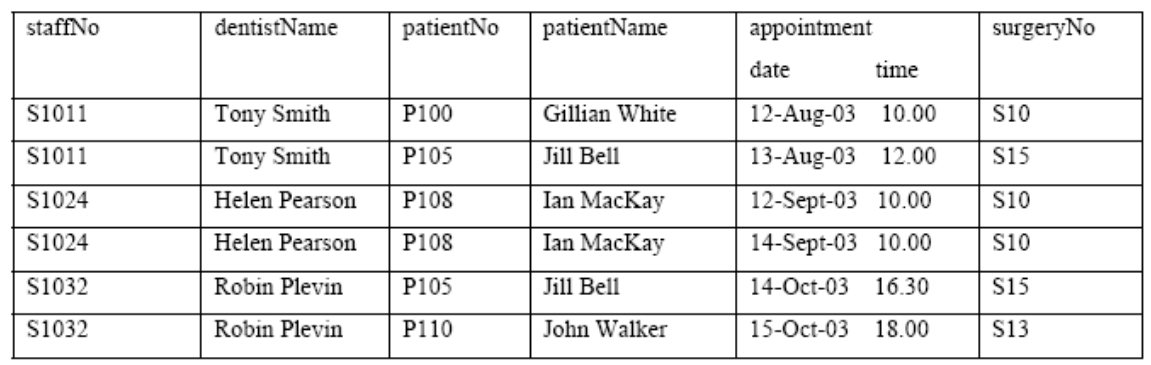 staffNo dentistName patientNo patientName appointment surgeryNo
date time
S1011 Tony Smith P100 Gillian White 12-Aug-03 10.00 S10
S1011 Tony Smith P105 Jill Bell 13-Aug-03 12.00 S15
S1024 Helen Pearson P108 Ian MacKay 12-Sept-03 10.00 S10
S1024 Helen Pearson P108 Ian MacKay 14-Sept-03 10.00 S10
S1032 Robin Plevin P105 Jill Bell 14-Oct-03 16.30 S15
S1032 Robin Plevin P110 John Walker 15-Oct-03 18.00 S13